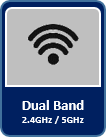 Dual Band
2.4GHz / 5GHz